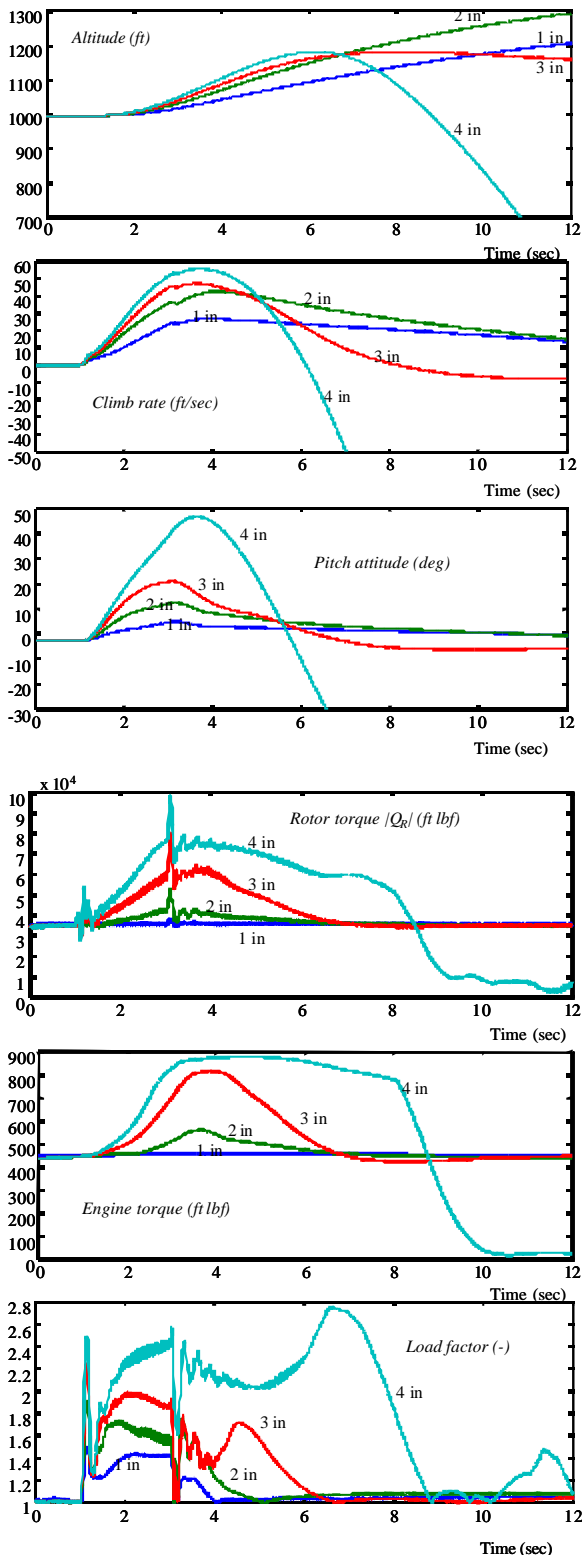 1300
1200
1100
1000
900
800
700
Altitude (ft)
2 in
1 in
3 in
4 in
0 2 4 6 8 10 12
Time (sec)
60
50
40
30
20
10
0
-10
-20
-30
-40
-50
2 in
1 in
3 in
4 in
Climb rate (ft/sec)
0 2 4 6 8 10 12
Time (sec)
50
40
30
20
10
0
-10
-20
-30
4 in
Pitch attitude (deg)
3 in
2 in
1 in
0 2 4 6 8 10 12
Time (sec)
x 10⁴
10
9
8
7
6
5
4
3
2
1
0
Rotor torque |Q_R| (ft lbf)
4 in
3 in
2 in
1 in
0 2 4 6 8 10 12
Time (sec)
900
800
700
600
500
400
300
200
100
0
4 in
3 in
2 in
1 in
Engine torque (ft lbf)
0 2 4 6 8 10 12
Time (sec)
2.8
2.6
2.4
2.2
2
1.8
1.6
1.4
1.2
1
Load factor (-)
4 in
3 in
1 in
2 in
0 2 4 6 8 10 12
Time (sec)